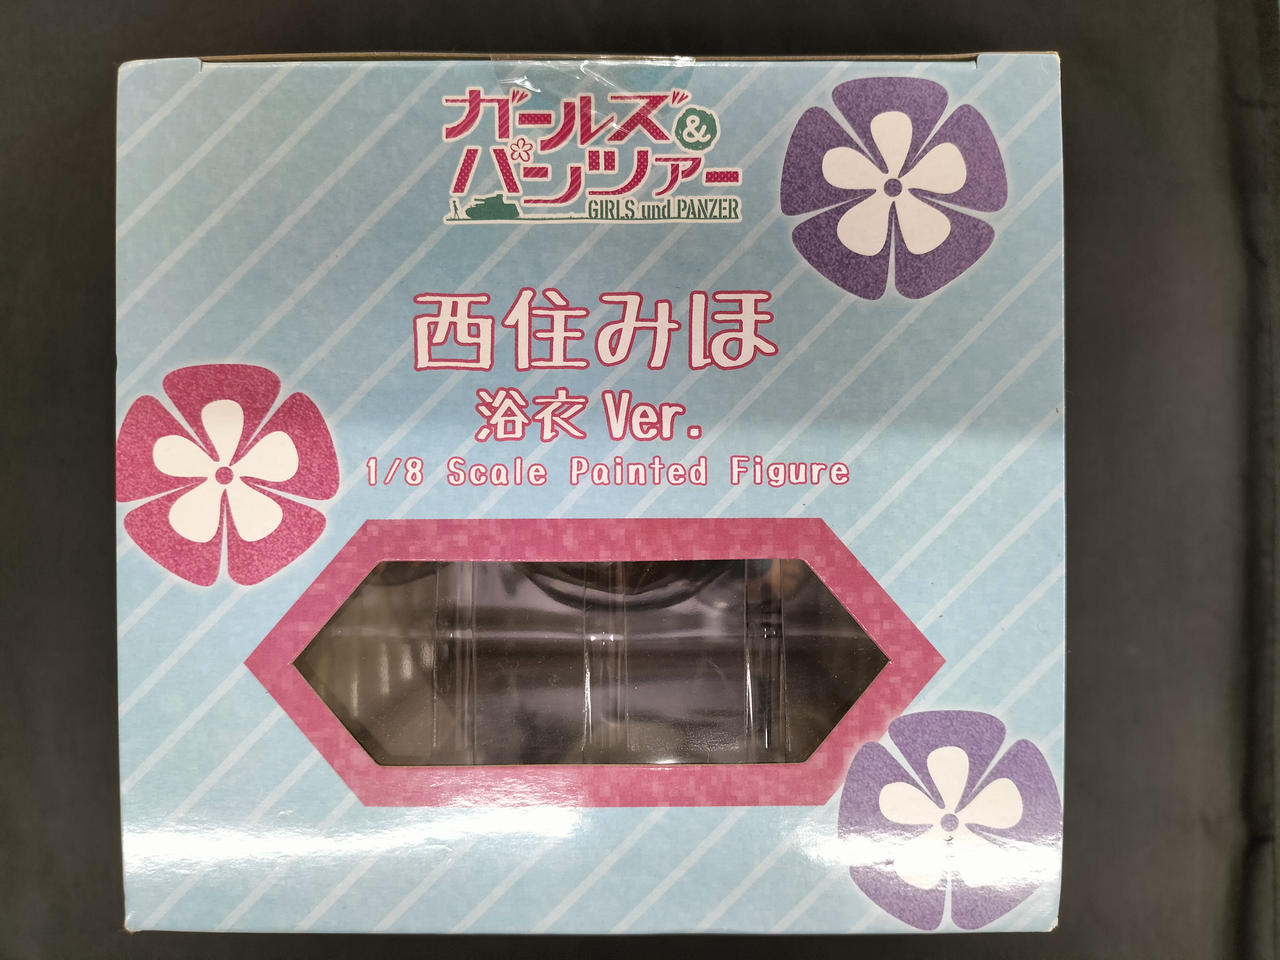 ガールズ&
パンツァー
GIRLS und PANZER
西住みほ
浴衣 Ver.
1/8 Scale Painted Figure